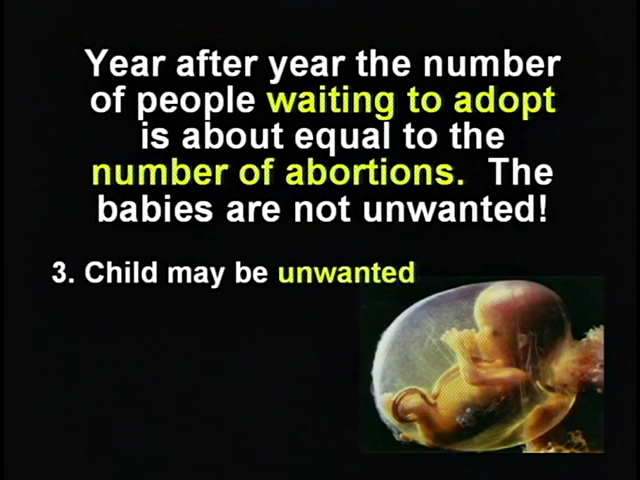 Year after year the number
of people waiting to adopt
is about equal to the
number of abortions. The
babies are not unwanted!
3. Child may be unwanted